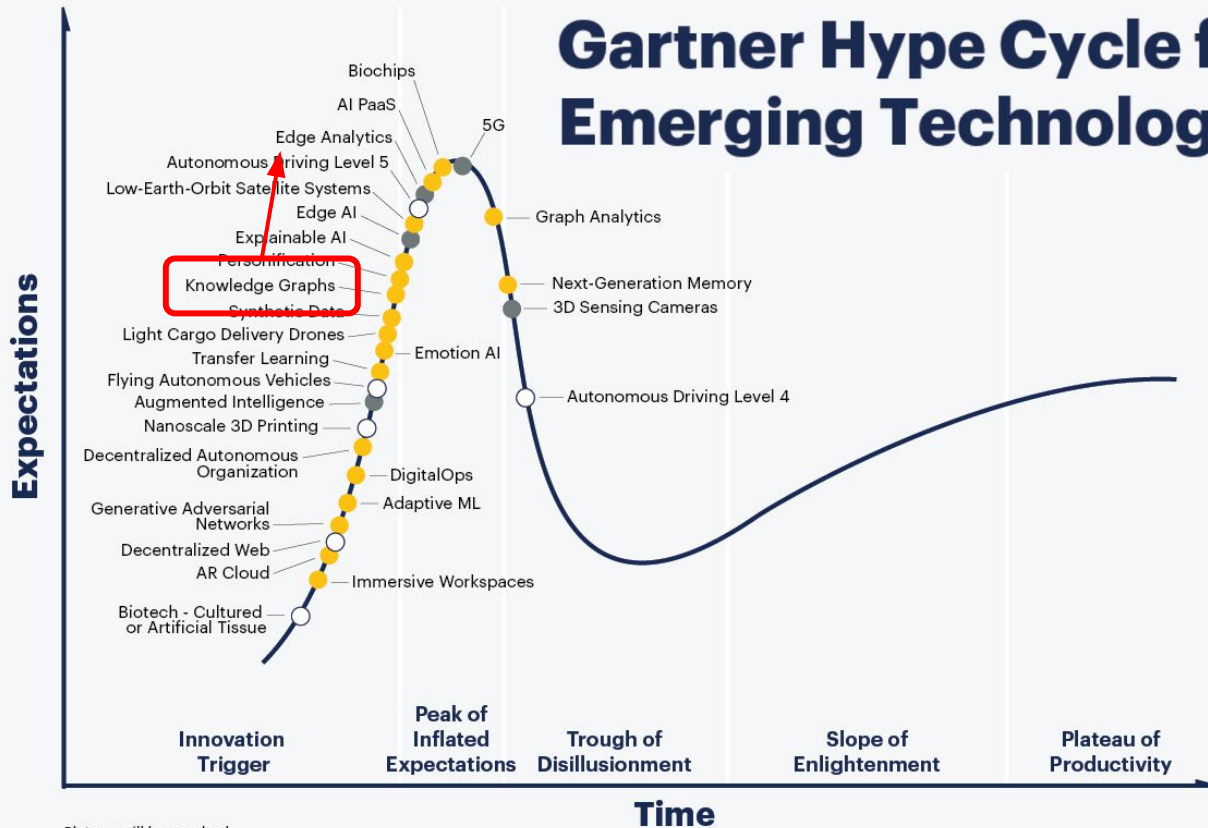 Gartner Hype Cycle f
Emerging Technolog
Biochips
AI PaaS
5G
Edge Analytics
Autonomous Driving Level 5
Low-Earth-Orbit Satellite Systems
Edge AI
Explainable AI
Personification
Knowledge Graphs
Synthetic Data
Light Cargo Delivery Drones
Transfer Learning
Flying Autonomous Vehicles
Augmented Intelligence
Nanoscale 3D Printing
Decentralized Autonomous
Organization
Generative Adversarial
Networks
Decentralized Web
AR Cloud
Biotech - Cultured
or Artificial Tissue
Emotion AI
DigitalOps
Adaptive ML
Immersive Workspaces
Graph Analytics
Next-Generation Memory
3D Sensing Cameras
Autonomous Driving Level 4
Expectations
Innovation
Trigger
Peak of
Inflated
Expectations
Trough of
Disillusionment
Slope of
Enlightenment
Plateau of
Productivity
Time